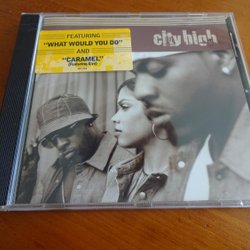 FEATURING
"WHAT WOULD YOU DO"
AND
"CARAMEL"
city high